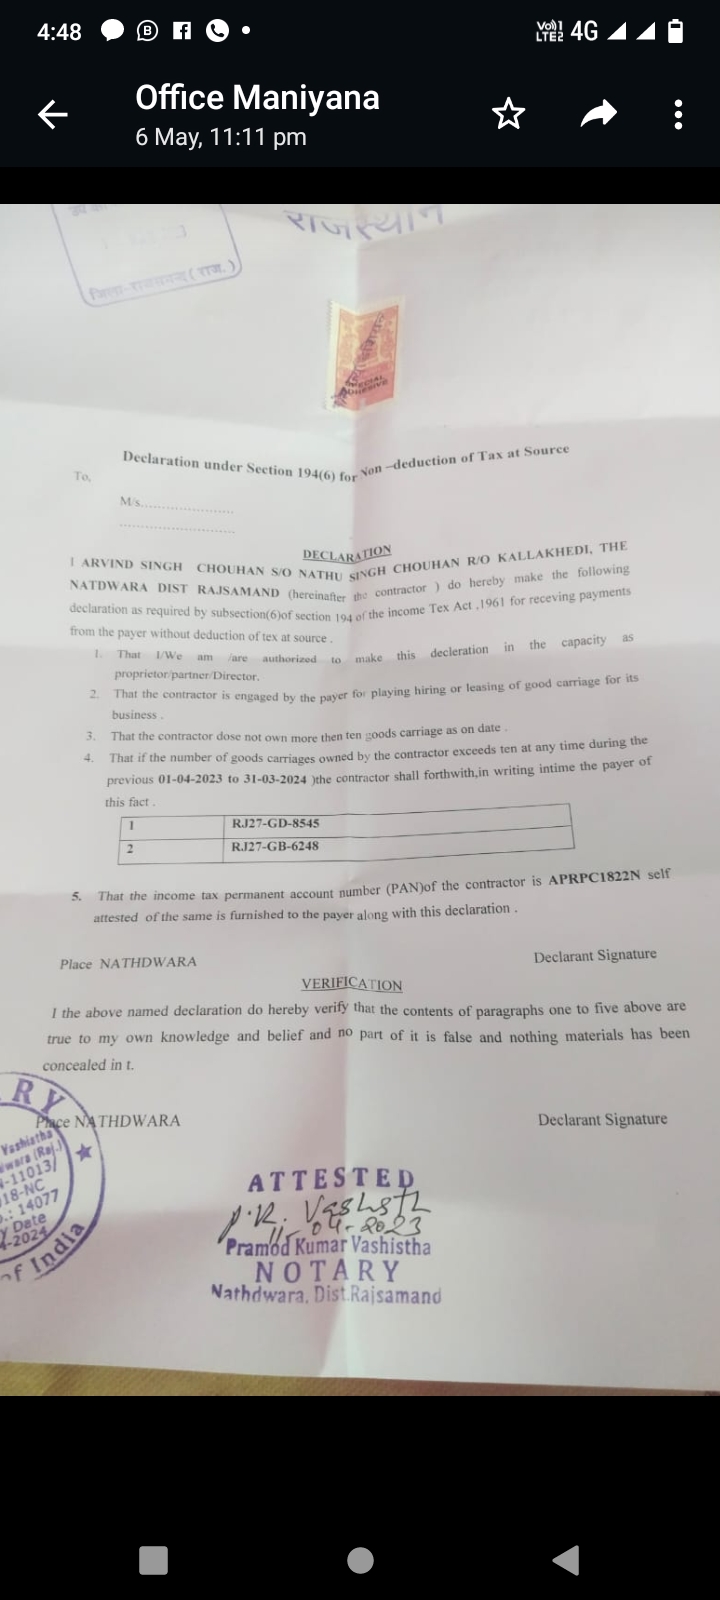 4:48
VoJ)1 LTE2 4G
Office Maniyana
6 May, 11:11 pm
राजस्थान
जिला-राजसमन्द ( राज. )
SPECIAL
ADHESIVE
Declaration under Section 194(6) for Non –deduction of Tax at Source
To,
M/s......................
...........................
DECLARATION
I ARVIND SINGH CHOUHAN S/O NATHU SINGH CHOUHAN R/O KALLAKHEDI, THE
NATDWARA DIST RAJSAMAND (hereinafter the contractor ) do hereby make the following
declaration as required by subsection(6)of section 194 of the income Tex Act ,1961 for receving payments
from the payer without deduction of tex at source .
1. That I/We am /are authorized to make this decleration in the capacity as
proprietor/partner/Director.
2. That the contractor is engaged by the payer for playing hiring or leasing of good carriage for its
business .
3. That the contractor dose not own more then ten goods carriage as on date .
4. That if the number of goods carriages owned by the contractor exceeds ten at any time during the
previous 01-04-2023 to 31-03-2024 )the contractor shall forthwith,in writing intime the payer of
this fact .
1 RJ27-GD-8545
2 RJ27-GB-6248
5. That the income tax permanent account number (PAN)of the contractor is APRPC1822N self
attested of the same is furnished to the payer along with this declaration .
Place NATHDWARA Declarant Signature
VERIFICATION
I the above named declaration do hereby verify that the contents of paragraphs one to five above are
true to my own knowledge and belief and no part of it is false and nothing materials has been
concealed in t.
Place NATHDWARA Declarant Signature
RY
Vashistha
wara (Raj.)
-11013/
18-NC
.: 14077
Date
-2024
of India
ATTESTED
P.K. Vashsth
11-04-2023
Pramod Kumar Vashistha
NOTARY
Nathdwara, Dist.Rajsamand